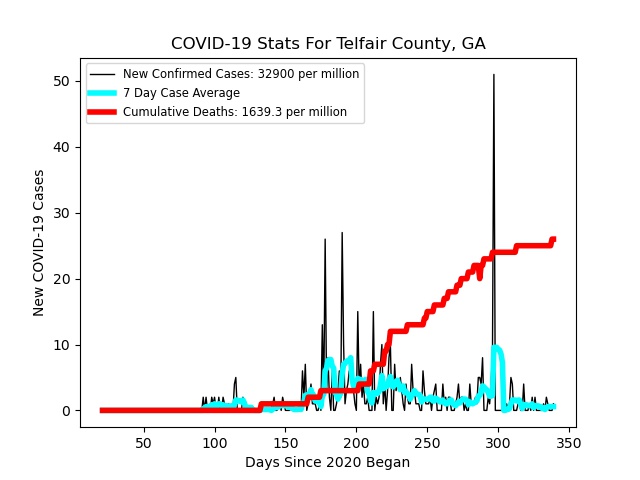 COVID-19 Stats For Telfair County, GA
New Confirmed Cases: 32900 per million
7 Day Case Average
Cumulative Deaths: 1639.3 per million
New COVID-19 Cases
50
40
30
20
10
0
50 100 150 200 250 300 350
Days Since 2020 Began